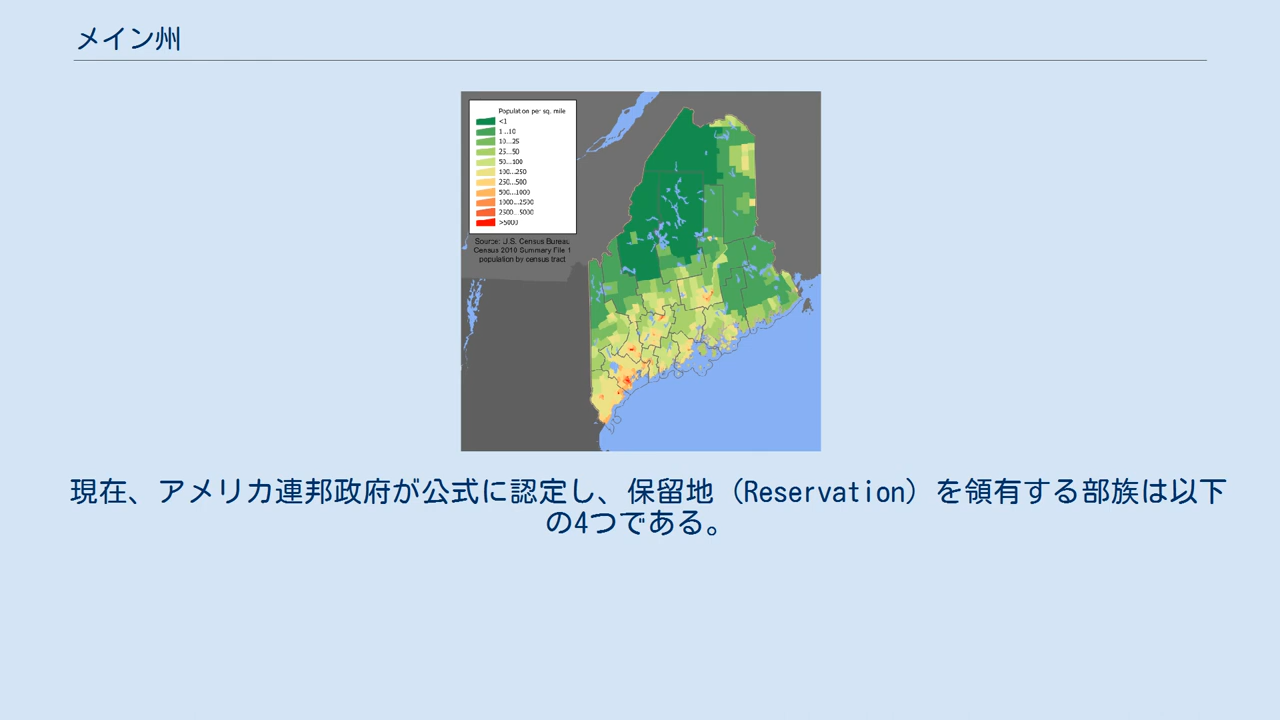 メイン州
Population per sq. mile
<1
1...10
10...25
25...50
50...100
100...250
250...500
500...1000
1000...2500
2500...5000
>5000
Source: U.S. Census Bureau
Census 2010 Summary File 1
population by census tract
現在、アメリカ連邦政府が公式に認定し、保留地（Reservation）を領有する部族は以下
の4つである。